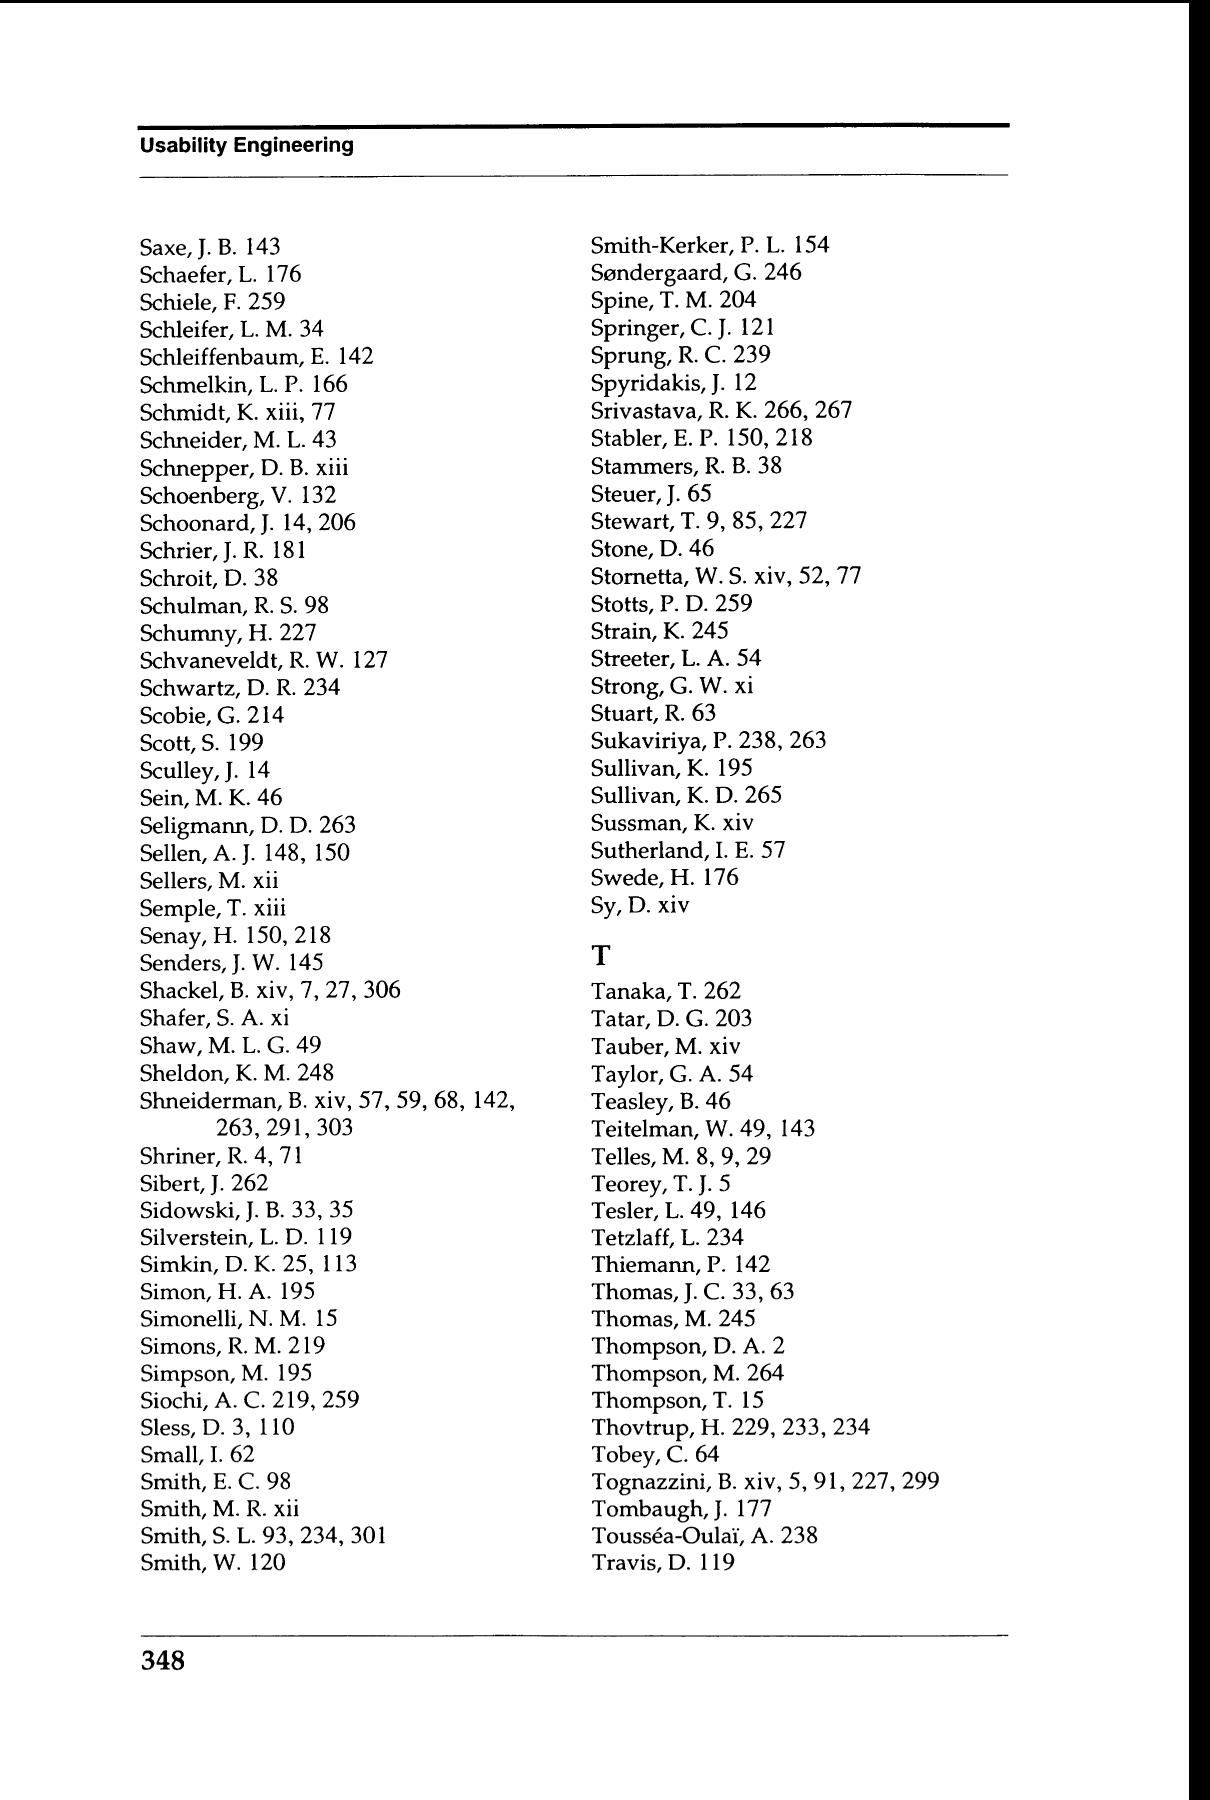 Usability Engineering
Saxe, J. B. 143
Schaefer, L. 176
Schiele, F. 259
Schleifer, L. M. 34
Schleiffenbaum, E. 142
Schmelkin, L. P. 166
Schmidt, K. xiii, 77
Schneider, M. L. 43
Schnepper, D. B. xiii
Schoenberg, V. 132
Schoonard, J. 14, 206
Schrier, J. R. 181
Schroit, D. 38
Schulman, R. S. 98
Schumny, H. 227
Schvaneveldt, R. W. 127
Schwartz, D. R. 234
Scobie, G. 214
Scott, S. 199
Sculley, J. 14
Sein, M. K. 46
Seligmann, D. D. 263
Sellen, A. J. 148, 150
Sellers, M. xii
Semple, T. xiii
Senay, H. 150, 218
Senders, J. W. 145
Shackel, B. xiv, 7, 27, 306
Shafer, S. A. xi
Shaw, M. L. G. 49
Sheldon, K. M. 248
Shneiderman, B. xiv, 57, 59, 68, 142,
263, 291, 303
Shriner, R. 4, 71
Sibert, J. 262
Sidowski, J. B. 33, 35
Silverstein, L. D. 119
Simkin, D. K. 25, 113
Simon, H. A. 195
Simonelli, N. M. 15
Simons, R. M. 219
Simpson, M. 195
Siochi, A. C. 219, 259
Sless, D. 3, 110
Small, I. 62
Smith, E. C. 98
Smith, M. R. xii
Smith, S. L. 93, 234, 301
Smith, W. 120
Smith-Kerker, P. L. 154
Søndergaard, G. 246
Spine, T. M. 204
Springer, C. J. 121
Sprung, R. C. 239
Spyridakis, J. 12
Srivastava, R. K. 266, 267
Stabler, E. P. 150, 218
Stammers, R. B. 38
Steuer, J. 65
Stewart, T. 9, 85, 227
Stone, D. 46
Stornetta, W. S. xiv, 52, 77
Stotts, P. D. 259
Strain, K. 245
Streeter, L. A. 54
Strong, G. W. xi
Stuart, R. 63
Sukaviriya, P. 238, 263
Sullivan, K. 195
Sullivan, K. D. 265
Sussman, K. xiv
Sutherland, I. E. 57
Swede, H. 176
Sy, D. xiv
T
Tanaka, T. 262
Tatar, D. G. 203
Tauber, M. xiv
Taylor, G. A. 54
Teasley, B. 46
Teitelman, W. 49, 143
Telles, M. 8, 9, 29
Teorey, T. J. 5
Tesler, L. 49, 146
Tetzlaff, L. 234
Thiemann, P. 142
Thomas, J. C. 33, 63
Thomas, M. 245
Thompson, D. A. 2
Thompson, M. 264
Thompson, T. 15
Thovtrup, H. 229, 233, 234
Tobey, C. 64
Tognazzini, B. xiv, 5, 91, 227, 299
Tombaugh, J. 177
Tousséa-Oulaï, A. 238
Travis, D. 119
348